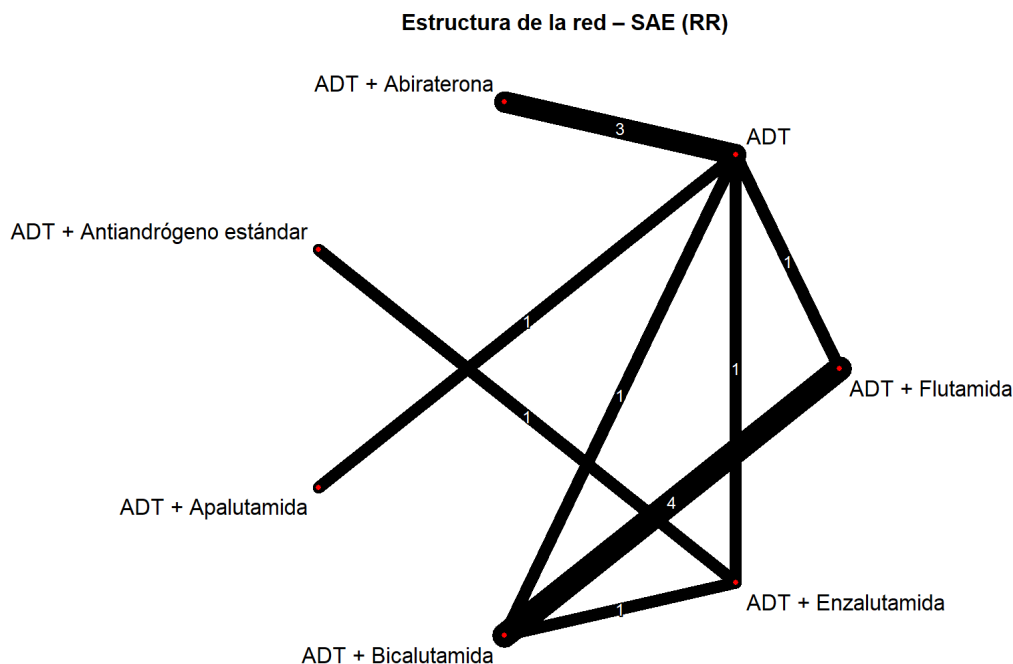 Estructura de la red – SAE (RR)
ADT + Abiraterona
3
ADT
ADT + Antiandrógeno estándar
1
1
1
ADT + Flutamida
1
1
1
ADT + Apalutamida
4
ADT + Enzalutamida
1
ADT + Bicalutamida